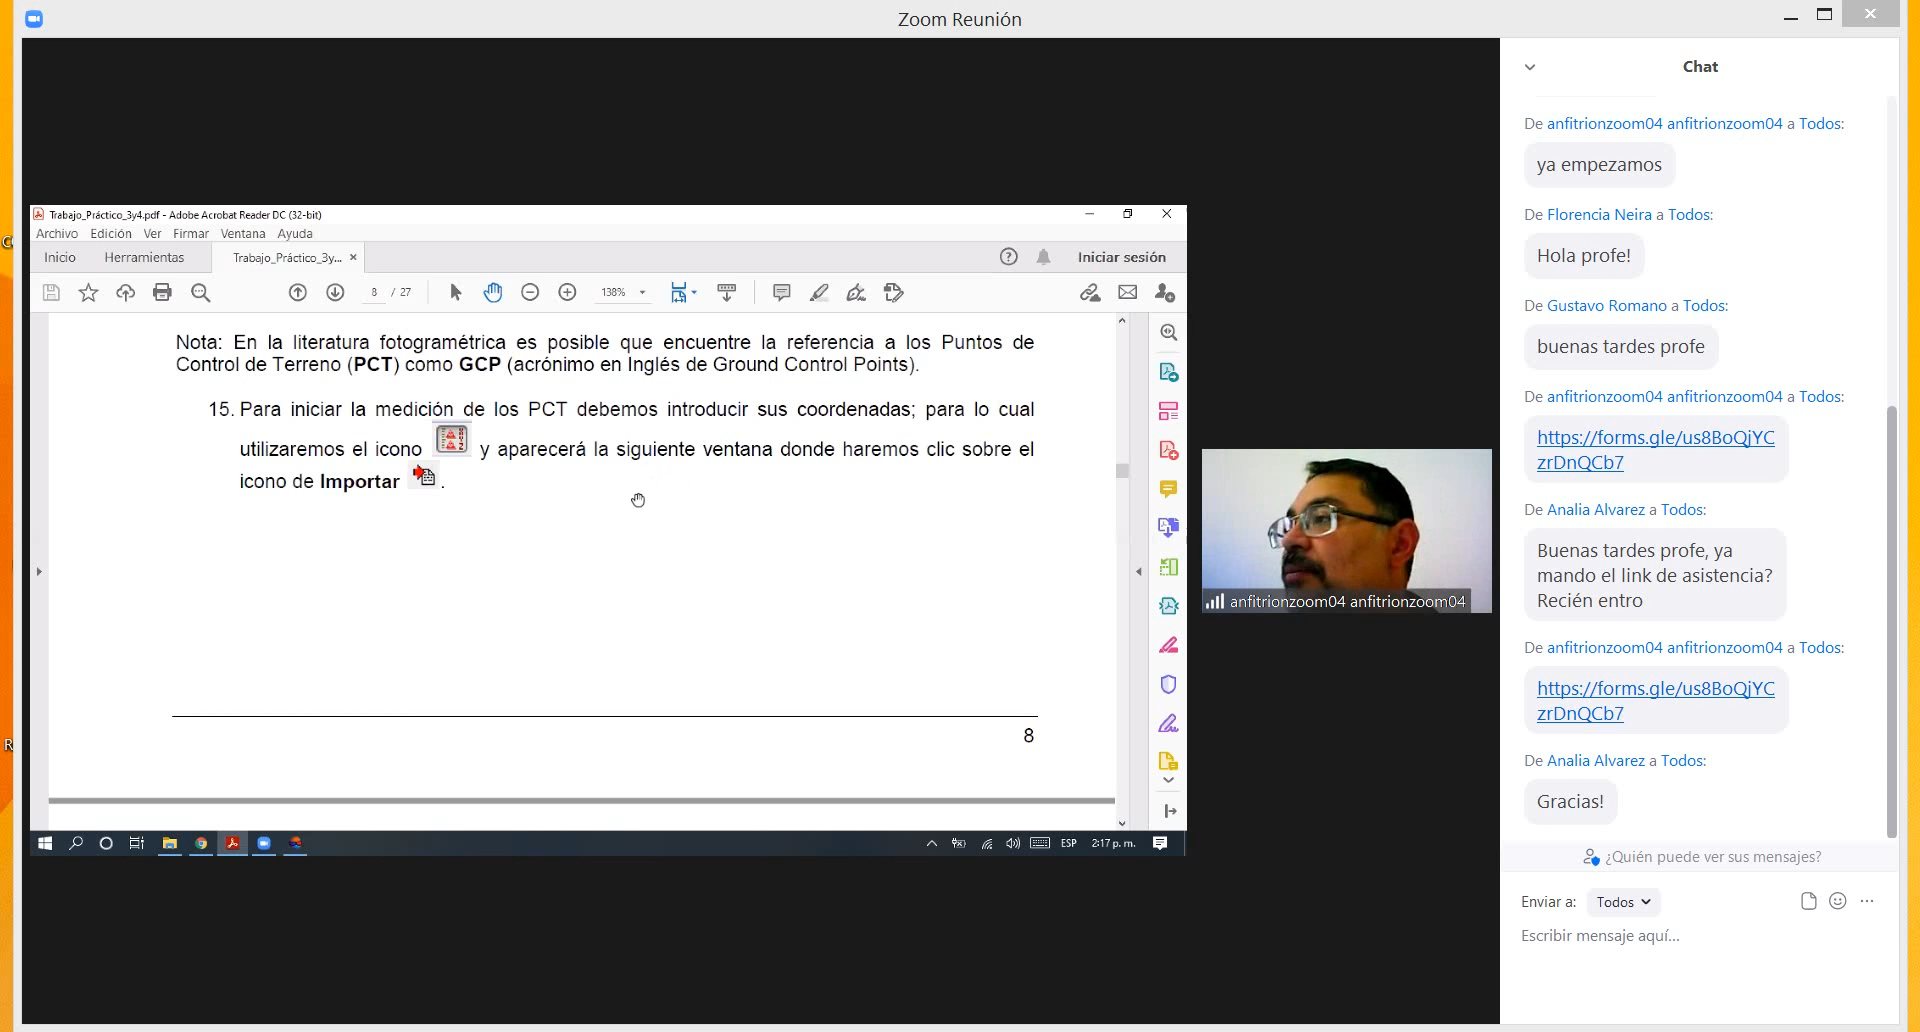 Zoom Reunión
Trabajo_Práctico_3y4.pdf - Adobe Acrobat Reader DC (32-bit)
Archivo Edición Ver Firmar Ventana Ayuda
Inicio Herramientas Trabajo_Práctico_3y... × Iniciar sesión
8 / 27 138%
Nota: En la literatura fotogramétrica es posible que encuentre la referencia a los Puntos de
Control de Terreno (PCT) como GCP (acrónimo en Inglés de Ground Control Points).
15. Para iniciar la medición de los PCT debemos introducir sus coordenadas; para lo cual
utilizaremos el icono y aparecerá la siguiente ventana donde haremos clic sobre el
icono de Importar .
8
ESP 2:17 p. m.
anfitrionzoom04 anfitrionzoom04
Chat
De anfitrionzoom04 anfitrionzoom04 a Todos:
ya empezamos
De Florencia Neira a Todos:
Hola profe!
De Gustavo Romano a Todos:
buenas tardes profe
De anfitrionzoom04 anfitrionzoom04 a Todos:
https://forms.gle/us8BoQjYC
zrDnQCb7
De Analia Alvarez a Todos:
Buenas tardes profe, ya
mando el link de asistencia?
Recién entro
De anfitrionzoom04 anfitrionzoom04 a Todos:
https://forms.gle/us8BoQjYC
zrDnQCb7
De Analia Alvarez a Todos:
Gracias!
¿Quién puede ver sus mensajes?
Enviar a: Todos
Escribir mensaje aquí...